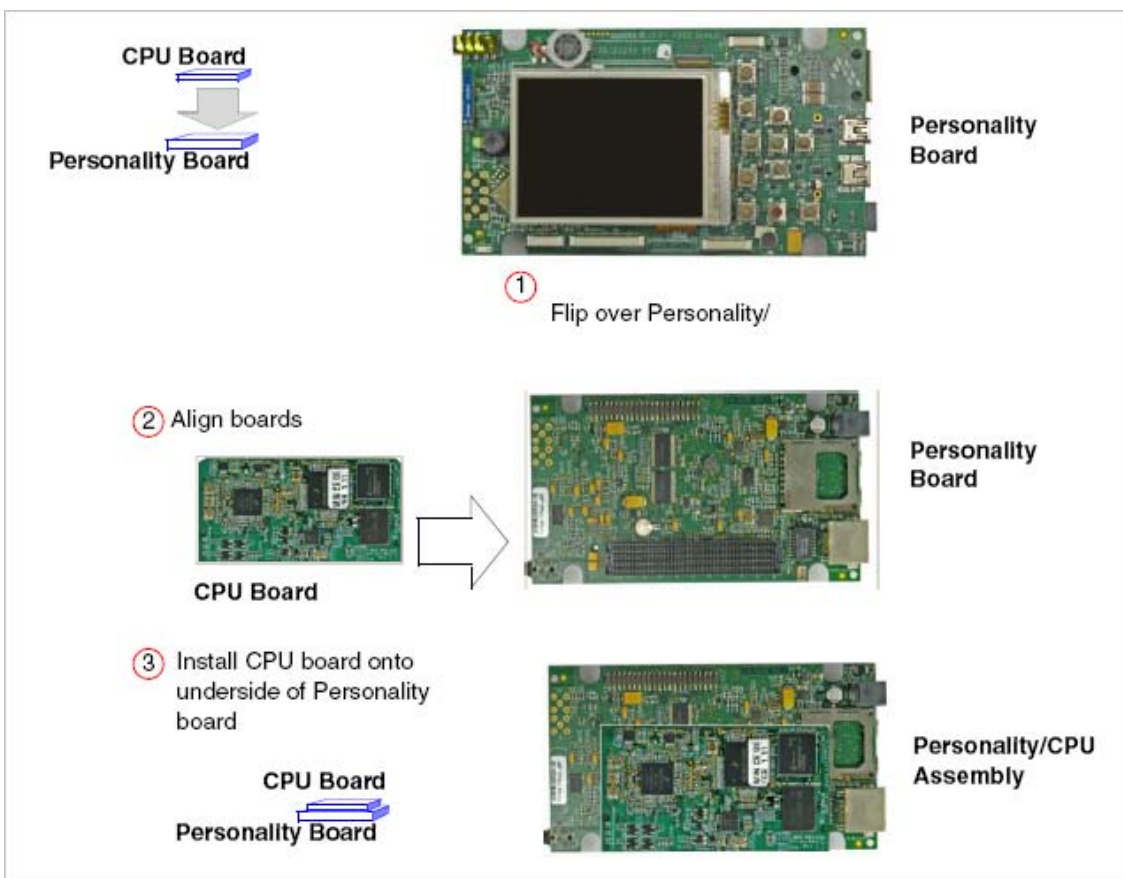 CPU Board
Personality Board
Personality
Board
1
Flip over Personality/
2 Align boards
CPU Board
Personality
Board
3 Install CPU board onto
underside of Personality
board
CPU Board
Personality Board
Personality/CPU
Assembly